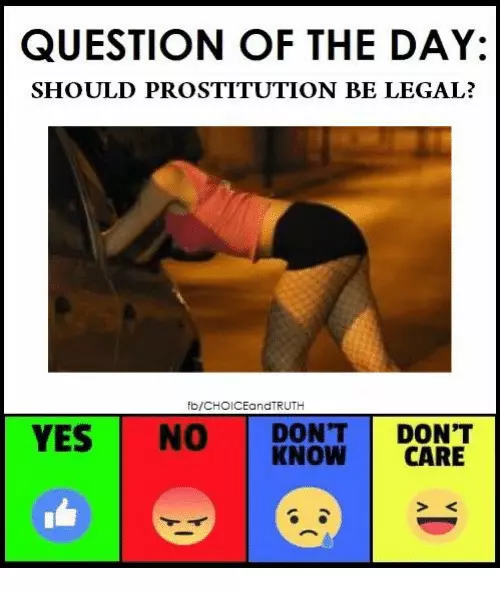 QUESTION OF THE DAY:
SHOULD PROSTITUTION BE LEGAL?
fb/CHOICEandTRUTH
YES
NO
DON'T
KNOW
DON'T
CARE